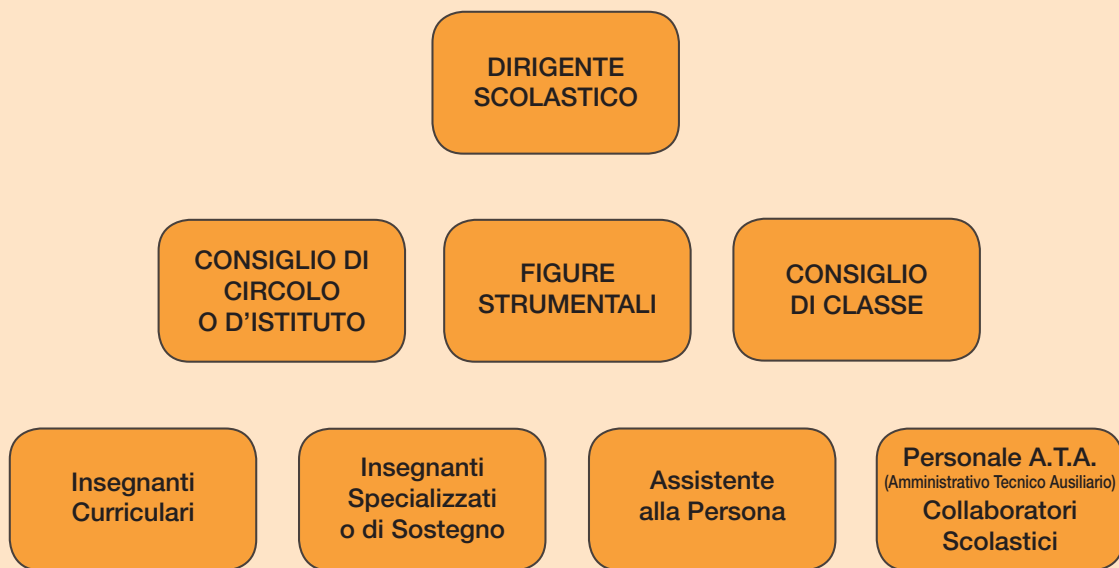 DIRIGENTE
SCOLASTICO
CONSIGLIO DI
CIRCOLO
O D’ISTITUTO
FIGURE
STRUMENTALI
CONSIGLIO
DI CLASSE
Insegnanti
Curriculari
Insegnanti
Specializzati
o di Sostegno
Assistente
alla Persona
Personale A.T.A.
(Amministrativo Tecnico Ausiliario)
Collaboratori
Scolastici